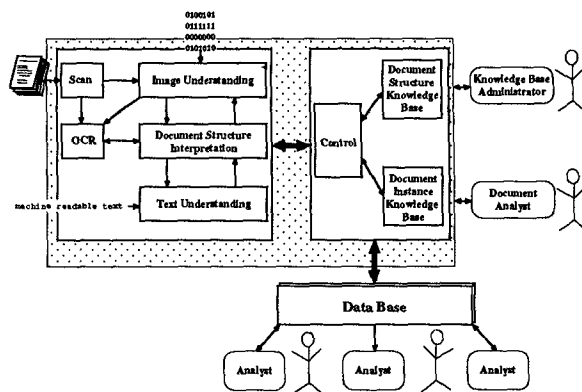 0100101
0111111
0000000
0101010
Scan
Image Understanding
OCR
Document Structure
Interpretation
machine readable text
Text Understanding
Control
Document
Structure
Knowledge
Base
Document
Instance
Knowledge
Base
Knowledge Base
Administrator
Document
Analyst
Data Base
Analyst
Analyst
Analyst